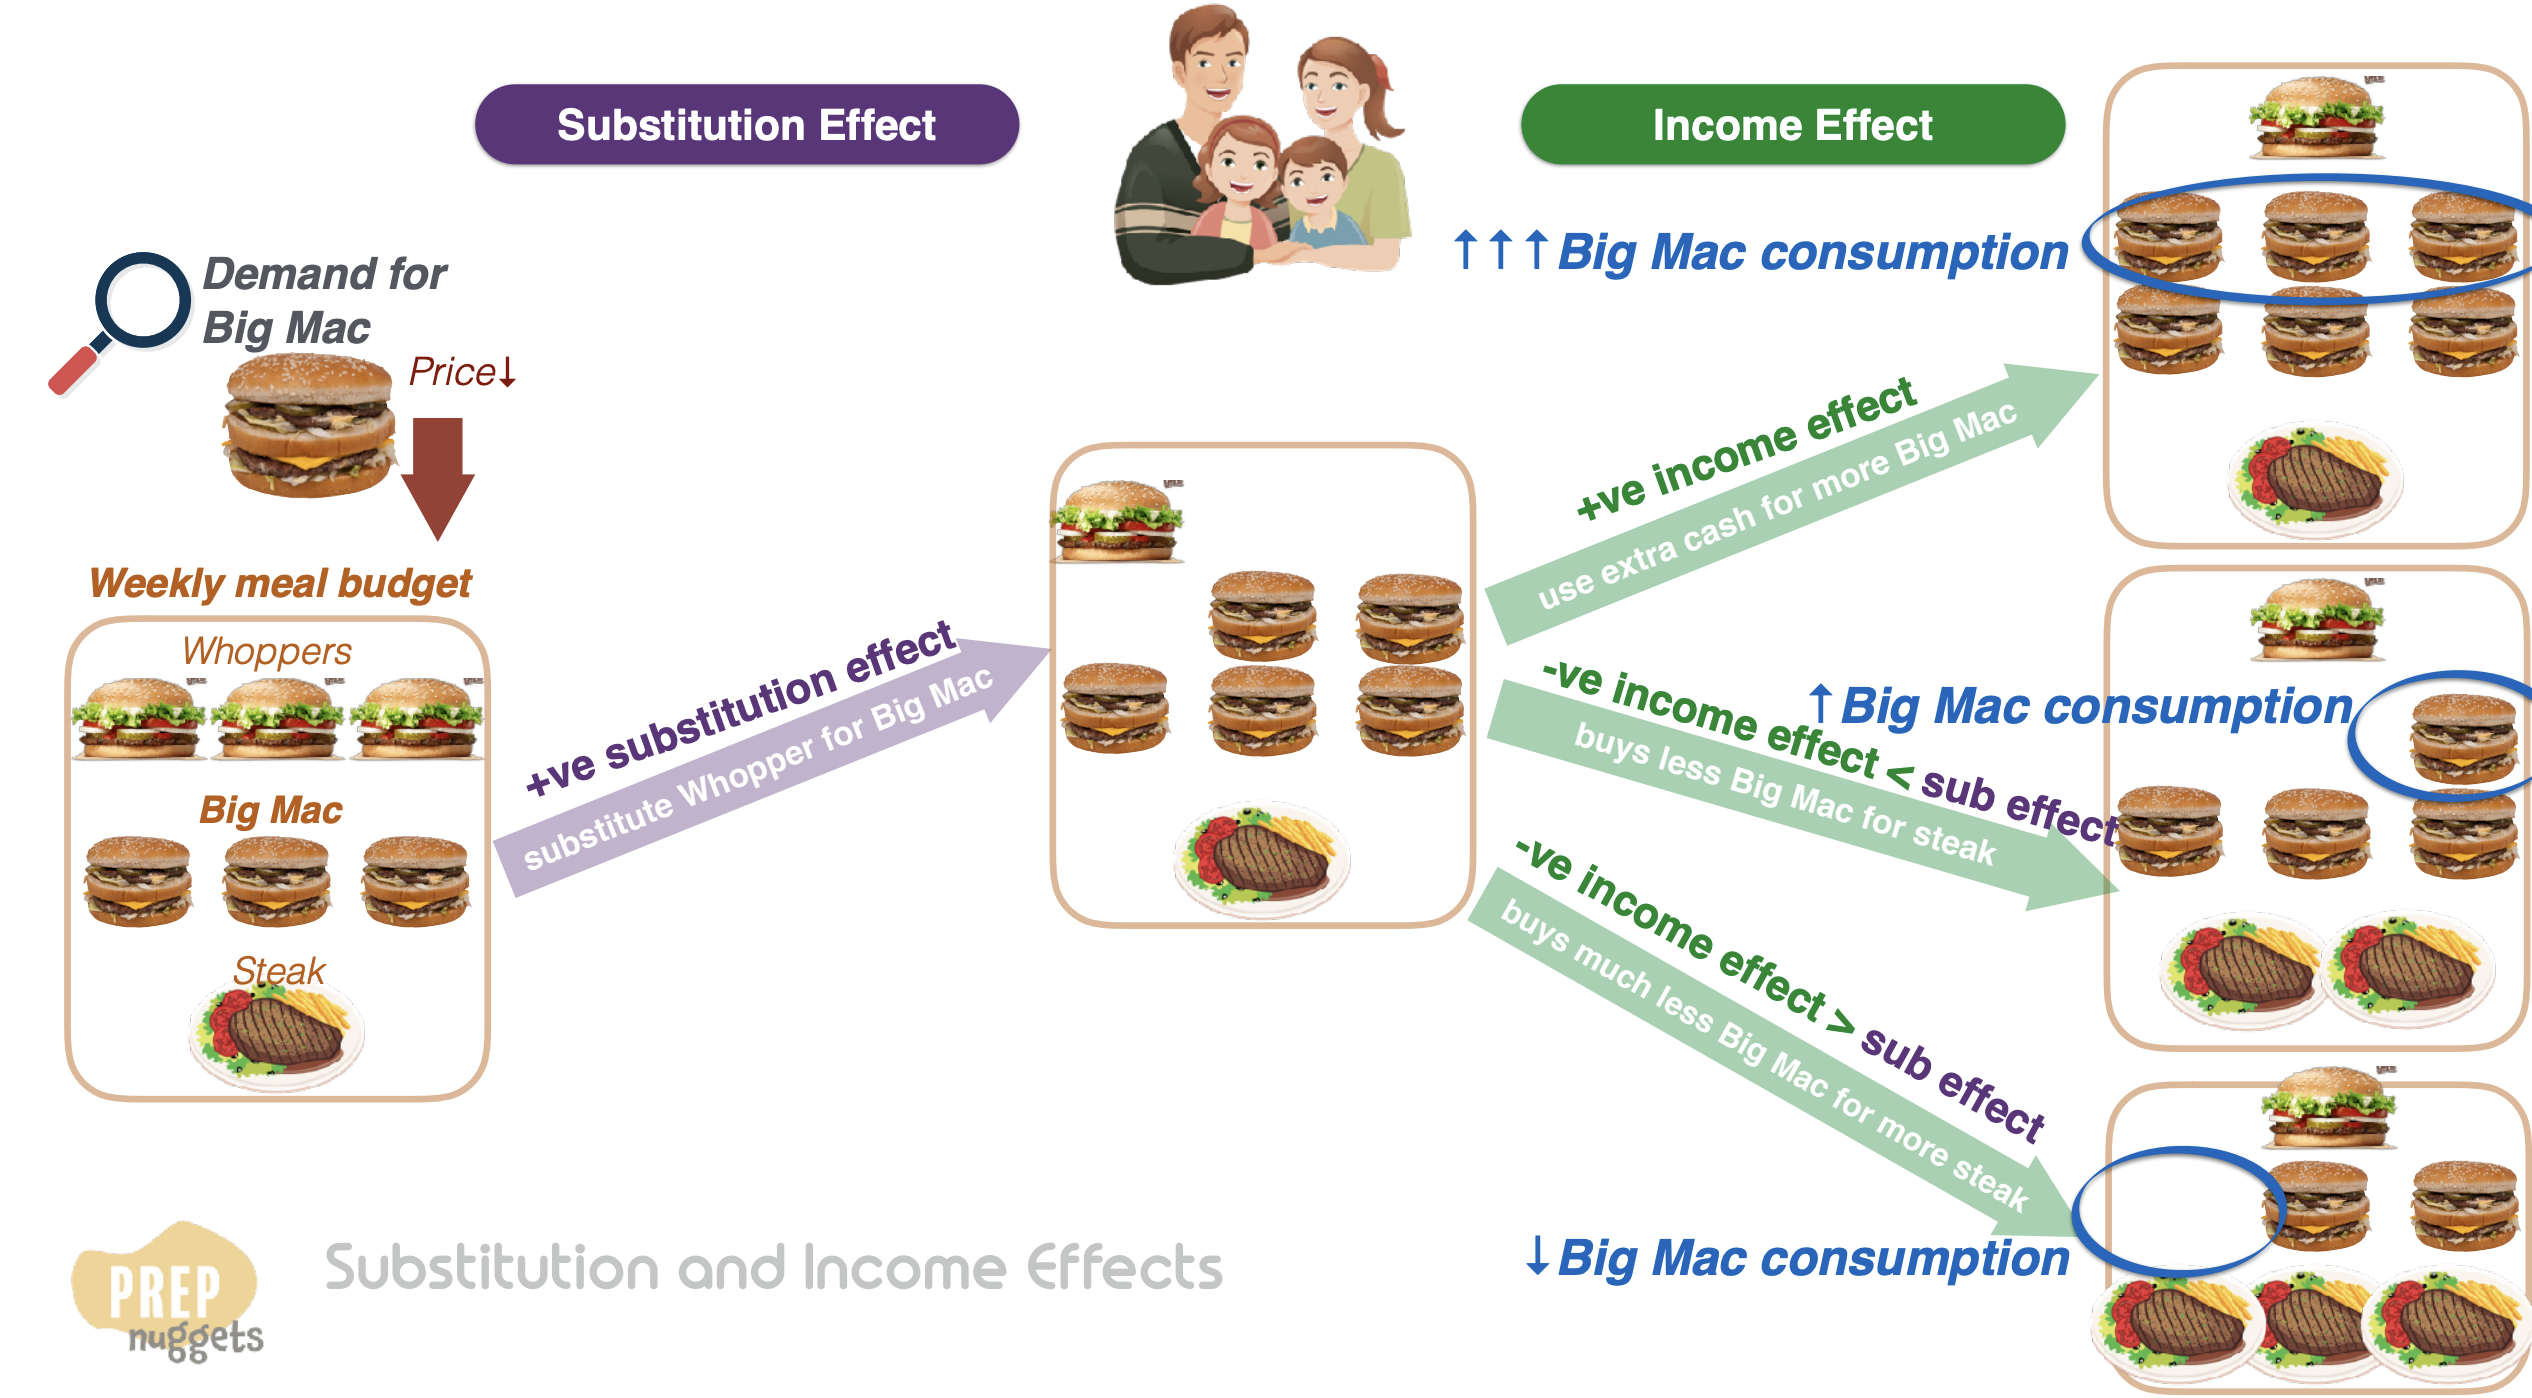 Substitution Effect
Income Effect
↑↑↑Big Mac consumption
Demand for
Big Mac
Price↓
Weekly meal budget
Whoppers
Big Mac
Steak
+ve substitution effect
substitute Whopper for Big Mac
+ve income effect
use extra cash for more Big Mac
↑Big Mac consumption
-ve income effect < sub effect
buys less Big Mac for steak
-ve income effect > sub effect
buys much less Big Mac for more steak
↓Big Mac consumption
PREP
nuggets
Substitution and Income Effects